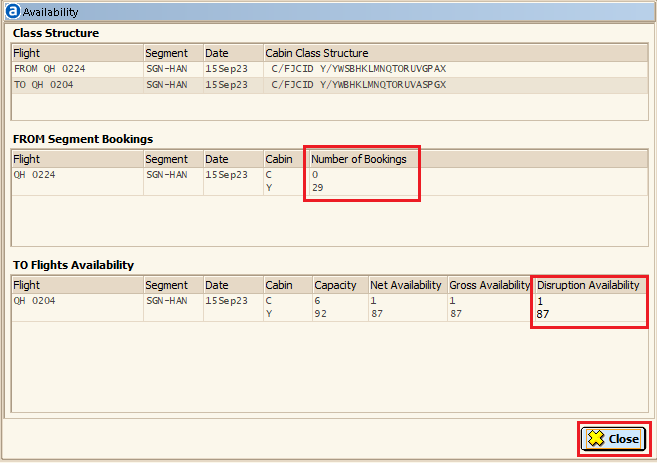 a Availability
Class Structure
Flight Segment Date Cabin Class Structure
FROM QH 0224 SGN-HAN 15Sep23 C/FJCID Y/YWSBHKLMNQTORUVGPAX
TO QH 0204 SGN-HAN 15Sep23 C/FJCID Y/YWBHKLMNQTORUVASPGX
FROM Segment Bookings
Flight Segment Date Cabin Number of Bookings
QH 0224 SGN-HAN 15Sep23 C 0
Y 29
TO Flights Availability
Flight Segment Date Cabin Capacity Net Availability Gross Availability Disruption Availability
QH 0204 SGN-HAN 15Sep23 C 6 1 1 1
Y 92 87 87 87
Close